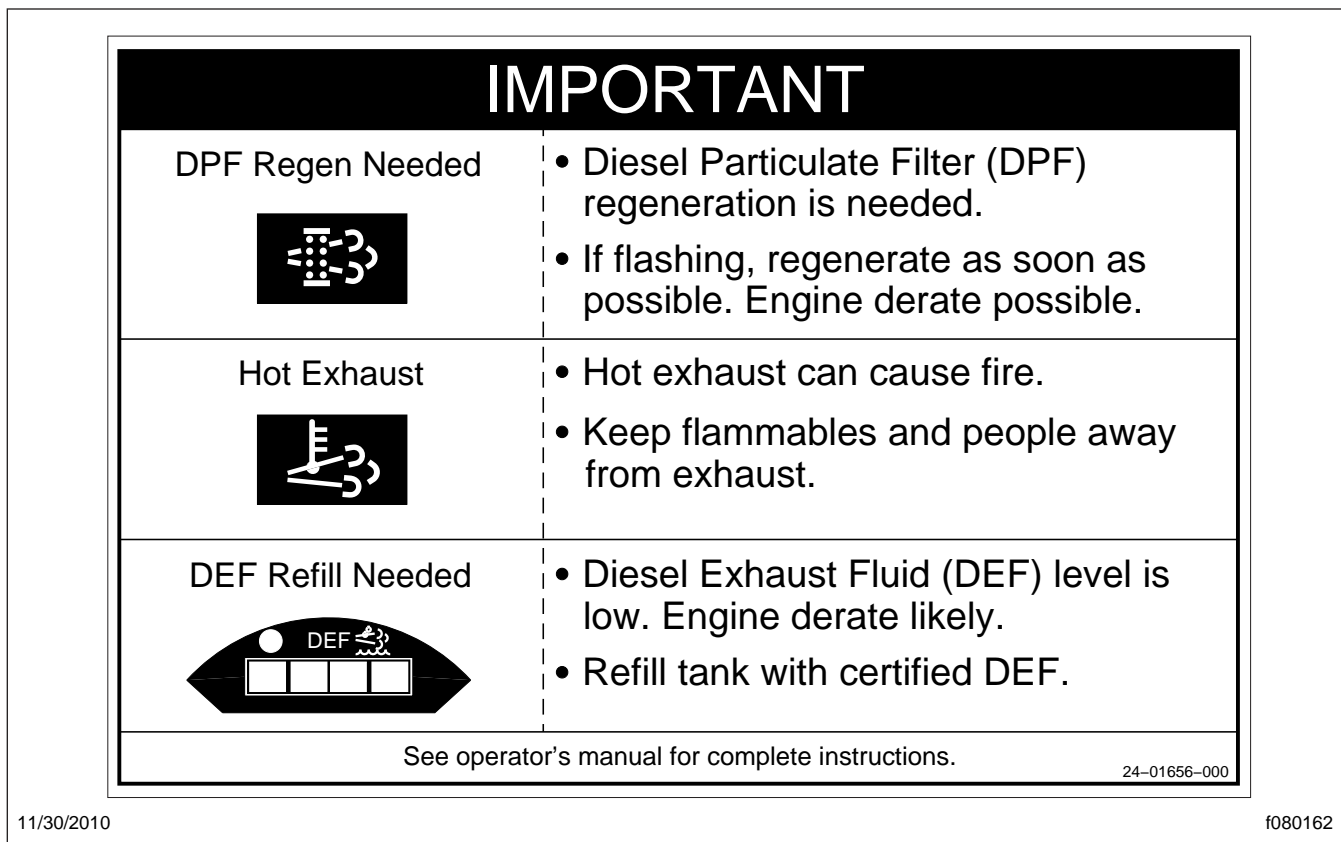 IMPORTANT
DPF Regen Needed
• Diesel Particulate Filter (DPF)
regeneration is needed.
• If flashing, regenerate as soon as
possible. Engine derate possible.
Hot Exhaust
• Hot exhaust can cause fire.
• Keep flammables and people away
from exhaust.
DEF Refill Needed
DEF
• Diesel Exhaust Fluid (DEF) level is
low. Engine derate likely.
• Refill tank with certified DEF.
See operator’s manual for complete instructions.
24–01656–000
11/30/2010
f080162